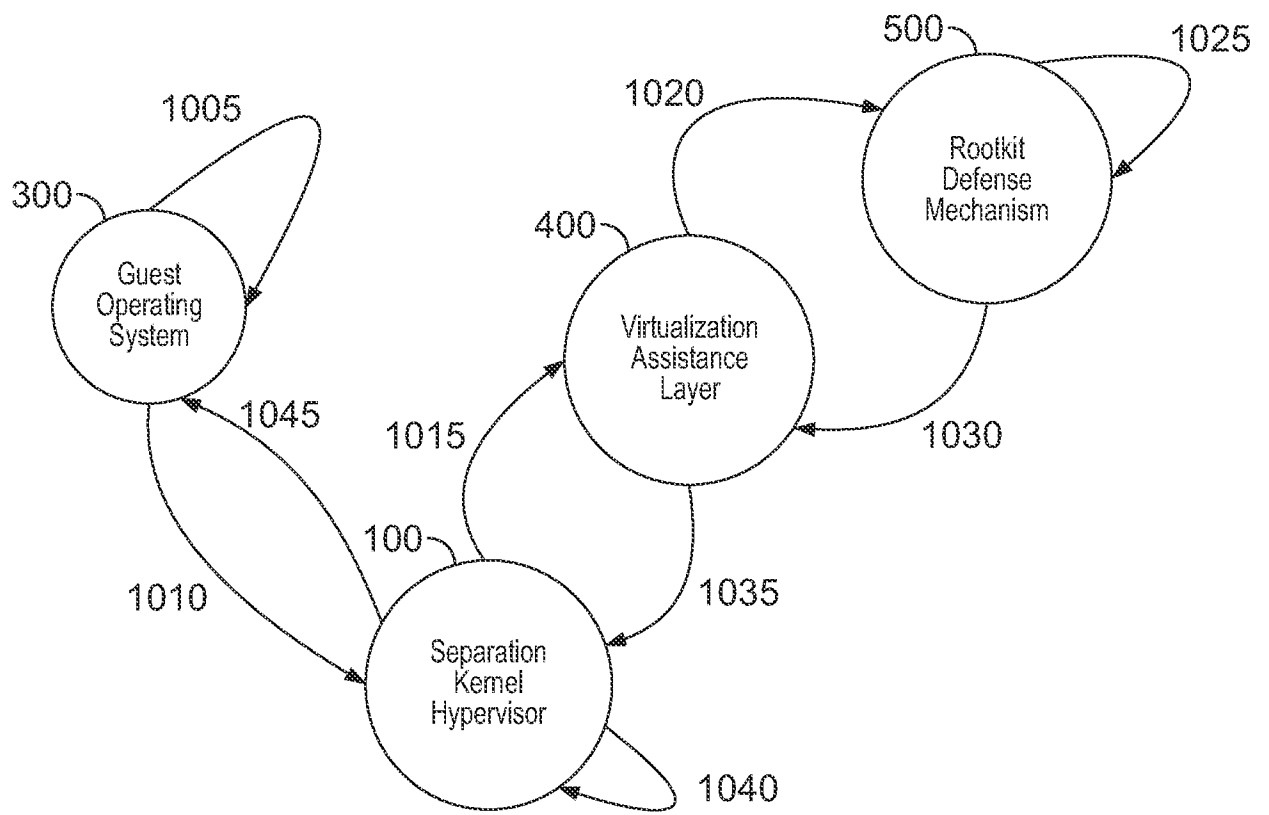 500
1025
1020
1005
Rootkit
Defense
Mechanism
300
400
Guest
Operating
System
Virtualization
Assistance
Layer
1045
1015
1030
100
1010
1035
Separation
Kernel
Hypervisor
1040